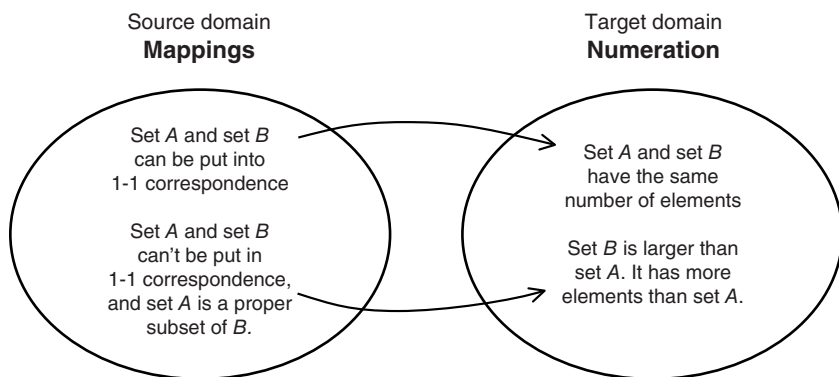 Source domain
Mappings
Target domain
Numeration
Set A and set B
can be put into
1-1 correspondence
Set A and set B
can’t be put in
1-1 correspondence,
and set A is a proper
subset of B.
Set A and set B
have the same
number of elements
Set B is larger than
set A. It has more
elements than set A.